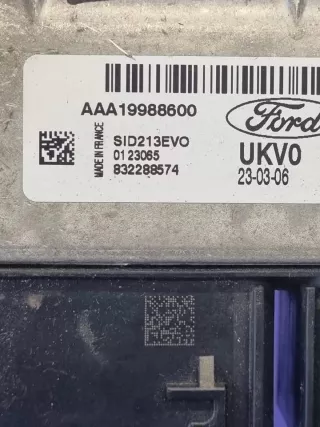 AAA19988600
Ford
MADE IN FRANCE
SID213EVO
0123065
832288574
UKV0
23-03-06